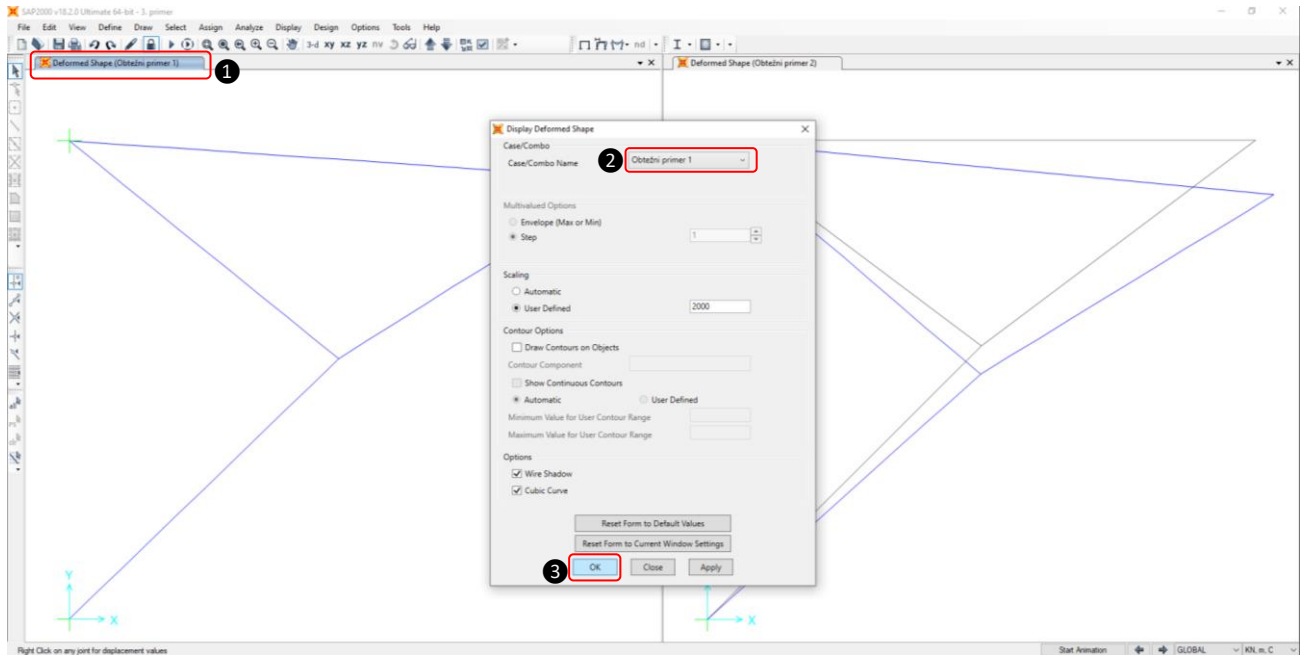 SAP2000 v18.2.0 Ultimate 64-bit - 3. primer
File Edit View Define Draw Select Assign Analyze Display Design Options Tools Help
3-d xy xz yz nv nd
Deformed Shape (Obtežni primer 1)
1
Deformed Shape (Obtežni primer 2)
Display Deformed Shape
Case/Combo
Case/Combo Name
2
Obtežni primer 1
Multivalued Options
Envelope (Max or Min)
Step
1
Scaling
Automatic
User Defined
2000
Contour Options
Draw Contours on Objects
Contour Component
Show Continuous Contours
Automatic
User Defined
Minimum Value for User Contour Range
Maximum Value for User Contour Range
Options
Wire Shadow
Cubic Curve
Reset Form to Default Values
Reset Form to Current Window Settings
3
OK
Close
Apply
Y
X
X
Right Click on any joint for displacement values
Start Animation
GLOBAL
KN, m, C